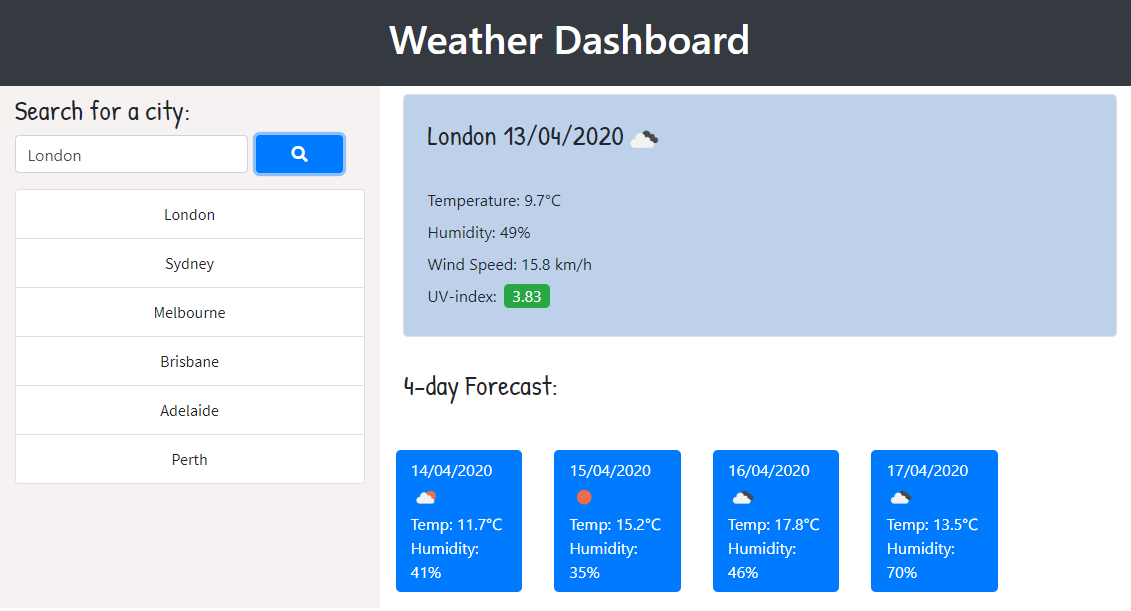 Weather Dashboard
Search for a city:
London
London
Sydney
Melbourne
Brisbane
Adelaide
Perth
London 13/04/2020
Temperature: 9.7°C
Humidity: 49%
Wind Speed: 15.8 km/h
UV-index: 3.83
4-day Forecast:
14/04/2020
Temp: 11.7°C
Humidity:
41%
15/04/2020
Temp: 15.2°C
Humidity:
35%
16/04/2020
Temp: 17.8°C
Humidity:
46%
17/04/2020
Temp: 13.5°C
Humidity:
70%